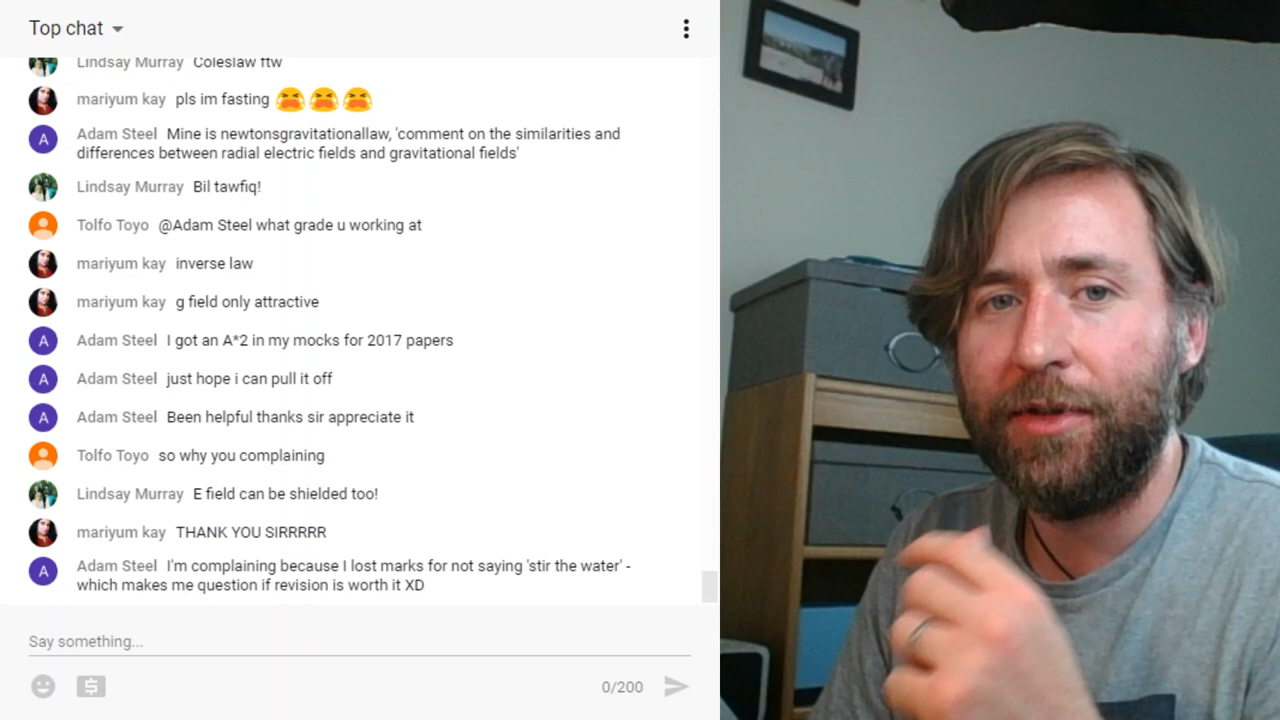 Top chat
Lindsay Murray Coleslaw ftw
mariyum kay pls im fasting 😫😫😫
A Adam Steel Mine is newtonsgravitationallaw, 'comment on the similarities and
differences between radial electric fields and gravitational fields'
Lindsay Murray Bil tawfiq!
Tolfo Toyo @Adam Steel what grade u working at
mariyum kay inverse law
mariyum kay g field only attractive
A Adam Steel I got an A*2 in my mocks for 2017 papers
A Adam Steel just hope i can pull it off
A Adam Steel Been helpful thanks sir appreciate it
Tolfo Toyo so why you complaining
Lindsay Murray E field can be shielded too!
mariyum kay THANK YOU SIRRRRR
A Adam Steel I'm complaining because I lost marks for not saying 'stir the water' -
which makes me question if revision is worth it XD
Say something...
$ 0/200